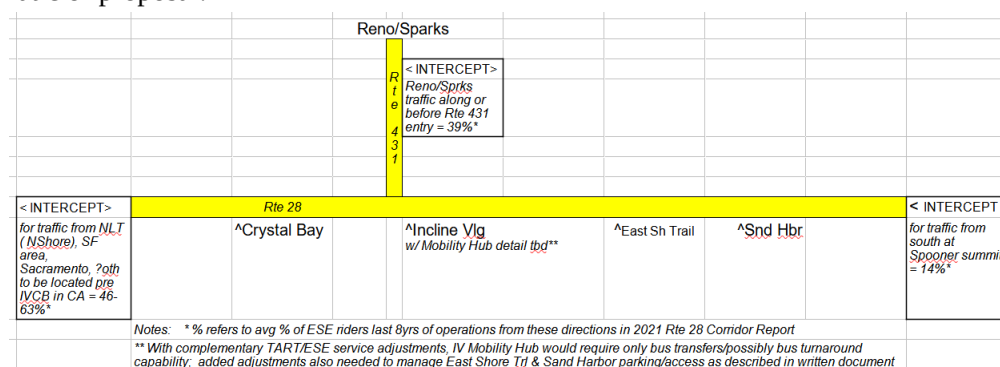 Reno/Sparks
< INTERCEPT>
Reno/Sprks
traffic along or
before Rte 431
entry = 39%*
Rte 431
< INTERCEPT>
for traffic from NLT
( NShore), SF
area,
Sacramento, ?oth
to be located pre
IVCB in CA = 46-
63%*
Rte 28
^Crystal Bay
^Incline Vlg
w/ Mobility Hub detail tbd**
^East Sh Trail
^Snd Hbr
< INTERCEPT
for traffic from
south at
Spooner summit
= 14%*
Notes: * % refers to avg % of ESE riders last 8yrs of operations from these directions in 2021 Rte 28 Corridor Report
** With complementary TART/ESE service adjustments, IV Mobility Hub would require only bus transfers/possibly bus turnaround
capability; added adjustments also needed to manage East Shore Trl & Sand Harbor parking/access as described in written document